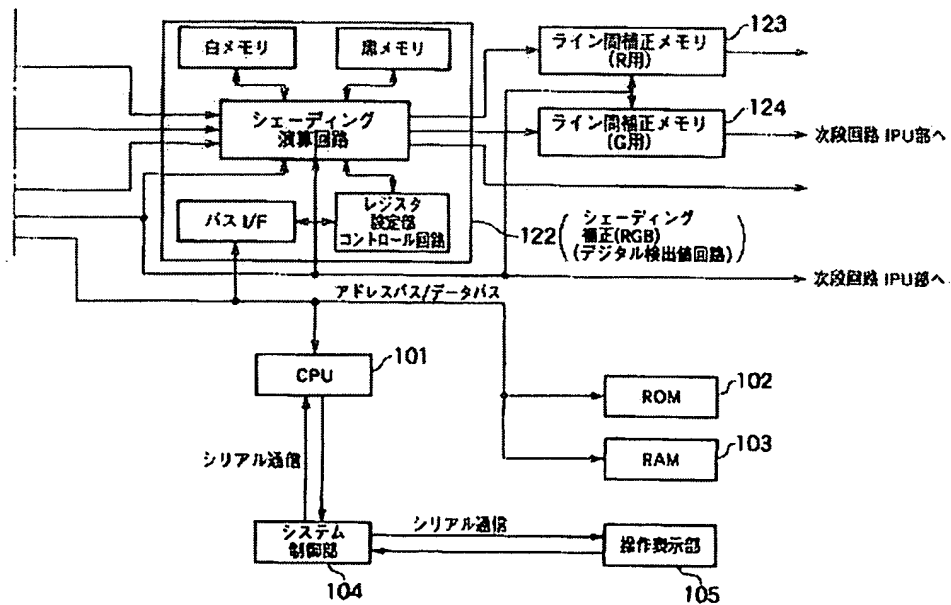 白メモリ
黒メモリ
シェーディング
演算回路
バス I/F
レジスタ
設定部
コントロール回路
ライン間補正メモリ
(R用)
123
ライン間補正メモリ
(G用)
124
次段回路 IPU部へ
122
シェーディング
補正(RGB)
(デジタル検出値回路)
次段回路 IPU部へ
アドレスバス/データバス
CPU
101
ROM
102
RAM
103
シリアル通信
システム
制御部
104
シリアル通信
操作表示部
105